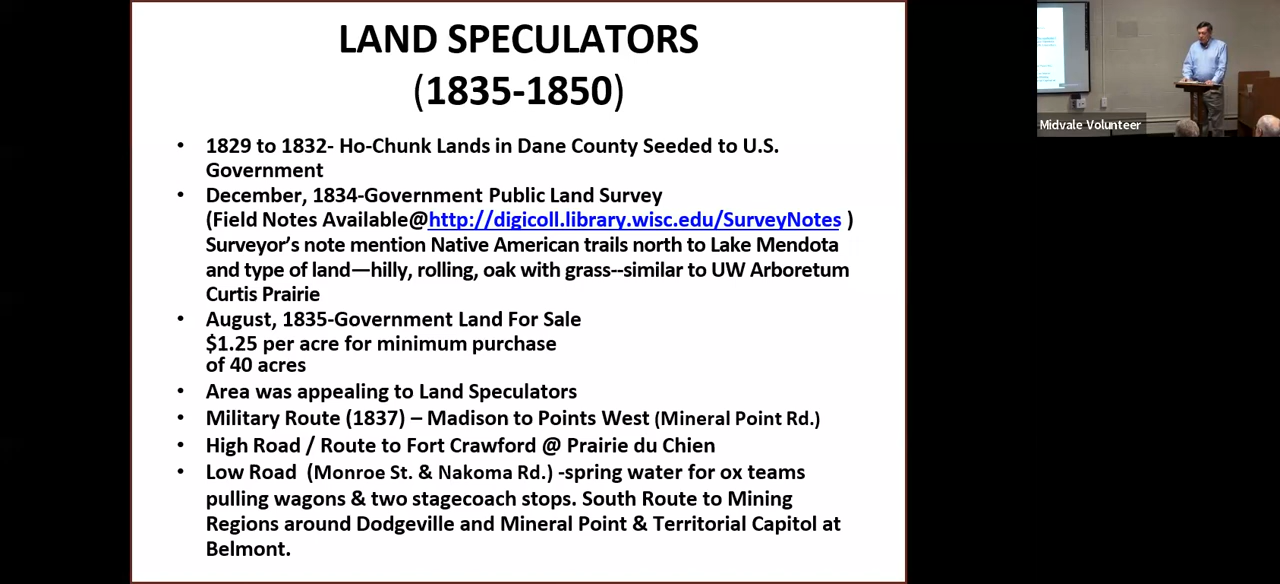 LAND SPECULATORS
(1835-1850)
• 1829 to 1832- Ho-Chunk Lands in Dane County Seeded to U.S.
Government
• December, 1834-Government Public Land Survey
(Field Notes Available@http://digicoll.library.wisc.edu/SurveyNotes )
Surveyor's note mention Native American trails north to Lake Mendota
and type of land—hilly, rolling, oak with grass--similar to UW Arboretum
Curtis Prairie
• August, 1835-Government Land For Sale
$1.25 per acre for minimum purchase
of 40 acres
• Area was appealing to Land Speculators
• Military Route (1837) – Madison to Points West (Mineral Point Rd.)
• High Road / Route to Fort Crawford @ Prairie du Chien
• Low Road (Monroe St. & Nakoma Rd.) -spring water for ox teams
pulling wagons & two stagecoach stops. South Route to Mining
Regions around Dodgeville and Mineral Point & Territorial Capitol at
Belmont.
Midvale Volunteer